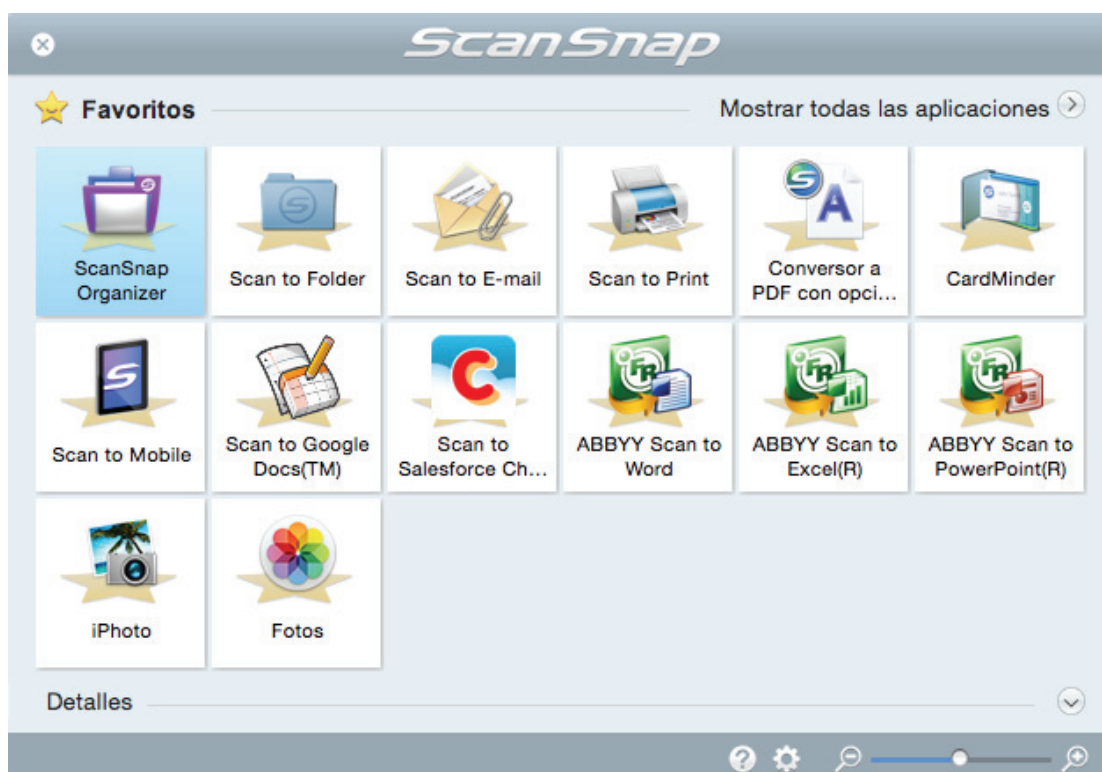 ScanSnap
Favoritos
Mostrar todas las aplicaciones
ScanSnap
Organizer
Scan to Folder
Scan to E-mail
Scan to Print
Conversor a
PDF con opci...
CardMinder
Scan to Mobile
Scan to Google
Docs(TM)
Scan to
Salesforce Ch...
ABBYY Scan to
Word
ABBYY Scan to
Excel(R)
ABBYY Scan to
PowerPoint(R)
iPhoto
Fotos
Detalles